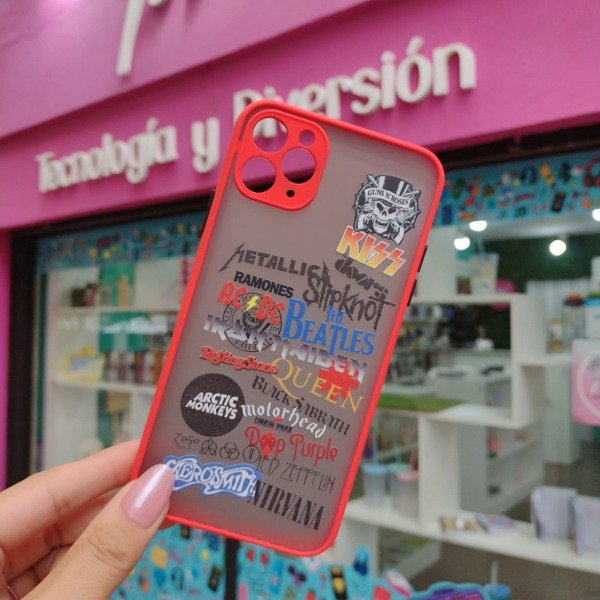 Tecnología y Diversión
GUNS N' ROSES
KISS
METALLICA
Slipknot
RAMONES
AC DC
THE
BEATLES
IRON MAIDEN
Rolling Stones
QUEEN
BLACK SABBATH
ARCTIC
MONKEYS
motorhead
LINKIN PARK
Deep Purple
LED ZEPPELIN
AEROSMITH
NIRVANA